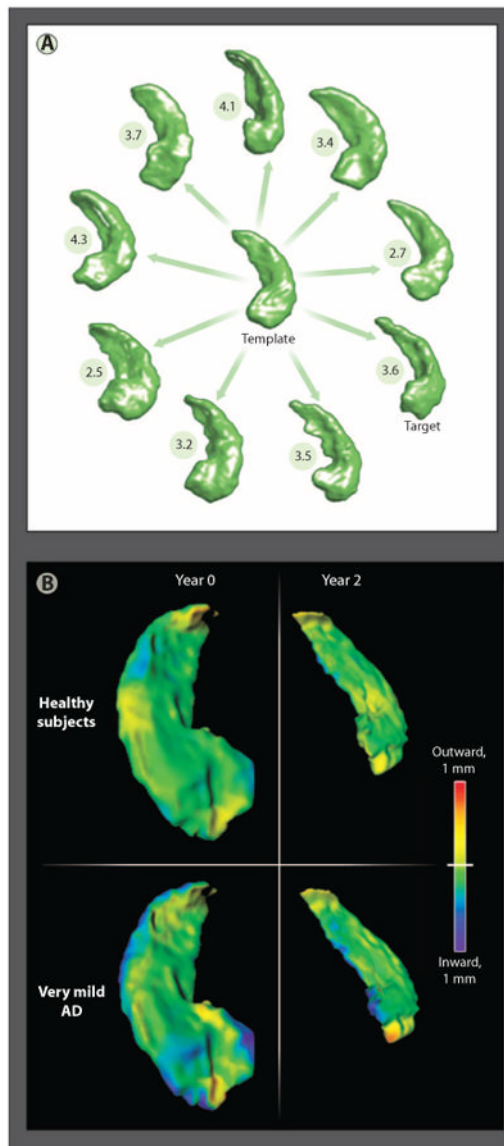 A
4.1
3.7
3.4
4.3
2.7
Template
2.5
3.6
Target
3.2
3.5
B
Year 0
Year 2
Healthy
subjects
Outward,
1 mm
Inward,
1 mm
Very mild
AD